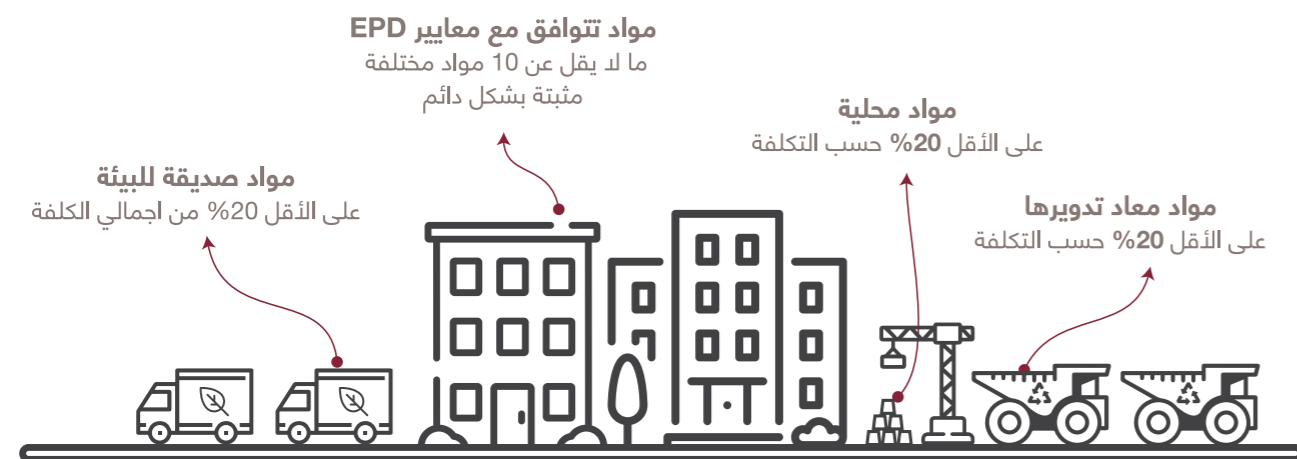 مواد تتوافق مع معايير EPD
ما لا يقل عن 10 مواد مختلفة
مثبتة بشكل دائم
مواد محلية
على الأقل 20% حسب التكلفة
مواد معاد تدويرها
على الأقل 20% حسب التكلفة
مواد صديقة للبيئة
على الأقل 20% من اجمالي الكلفة